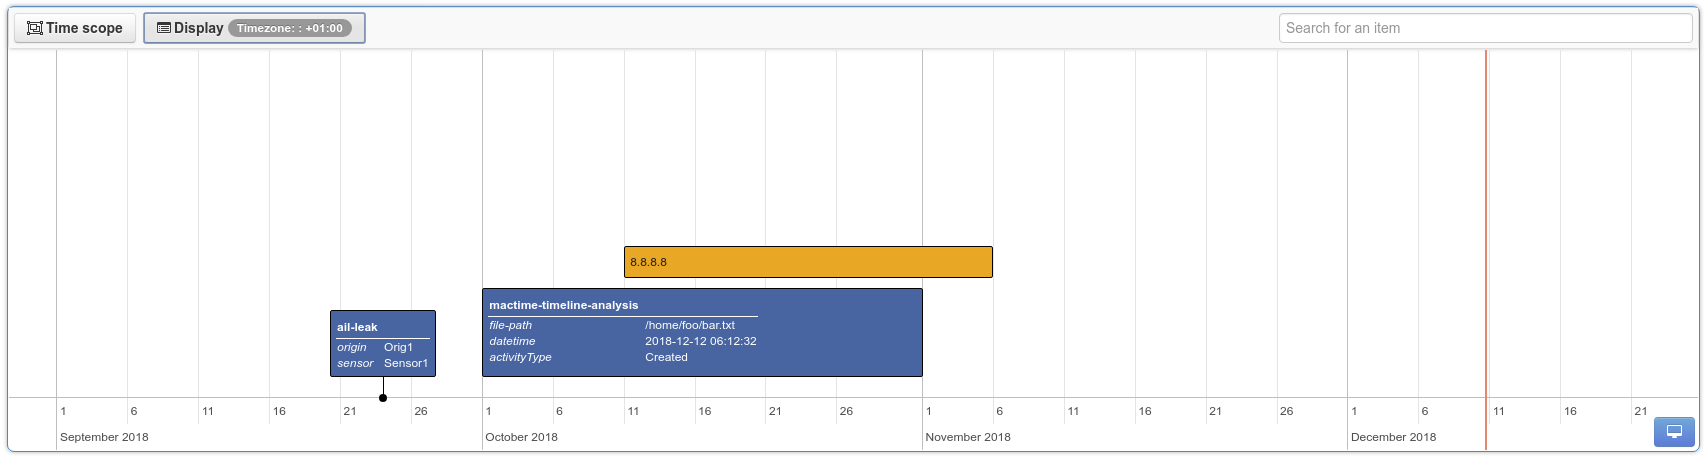 Time scope
Display Timezone: : +01:00
Search for an item
8.8.8.8
mactime-timeline-analysis
file-path /home/foo/bar.txt
datetime 2018-12-12 06:12:32
activityType Created
ail-leak
origin Orig1
sensor Sensor1
1 6 11 16 21 26 1 6 11 16 21 26 1 6 11 16 21 26 1 6 11 16 21
September 2018 October 2018 November 2018 December 2018